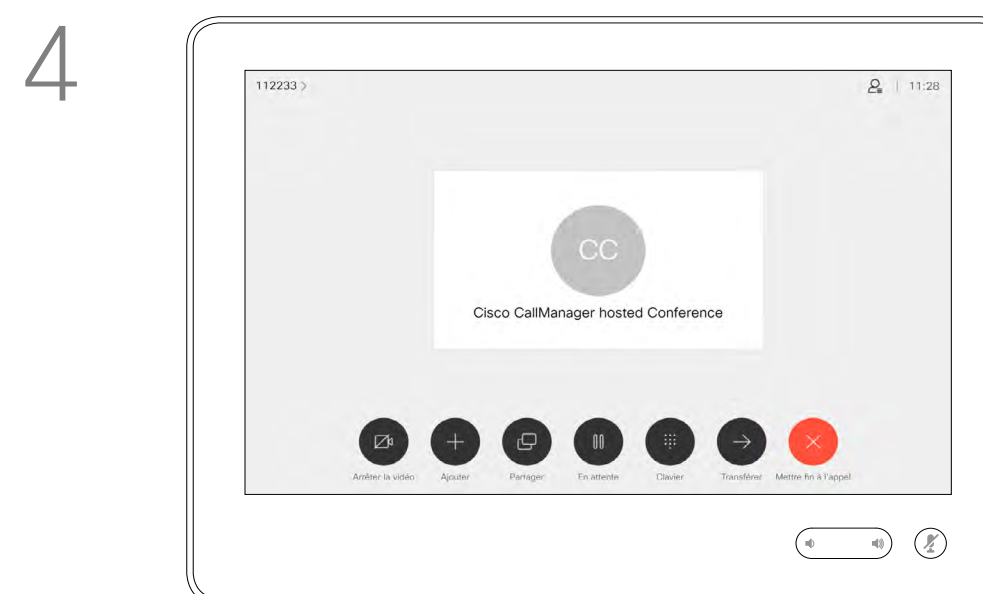 4
112233 >
11:28
CC
Cisco CallManager hosted Conference
Arrêter la vidéo Ajouter Partager En attente Clavier Transférer Mettre fin à l'appel